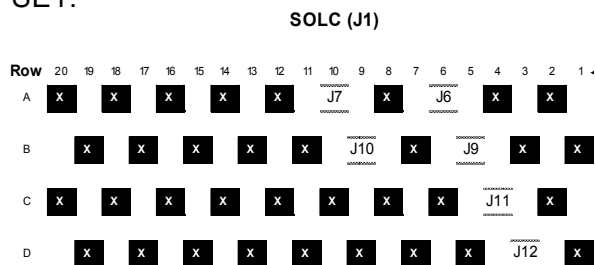 SET.
SOLC (J1)
Row 20 19 18 17 16 15 14 13 12 11 10 9 8 7 6 5 4 3 2 1
A X X X X X J7 X J6 X X
B X X X X X J10 X J9 X X
C X X X X X X X X J11 X
D X X X X X X X X J12 X